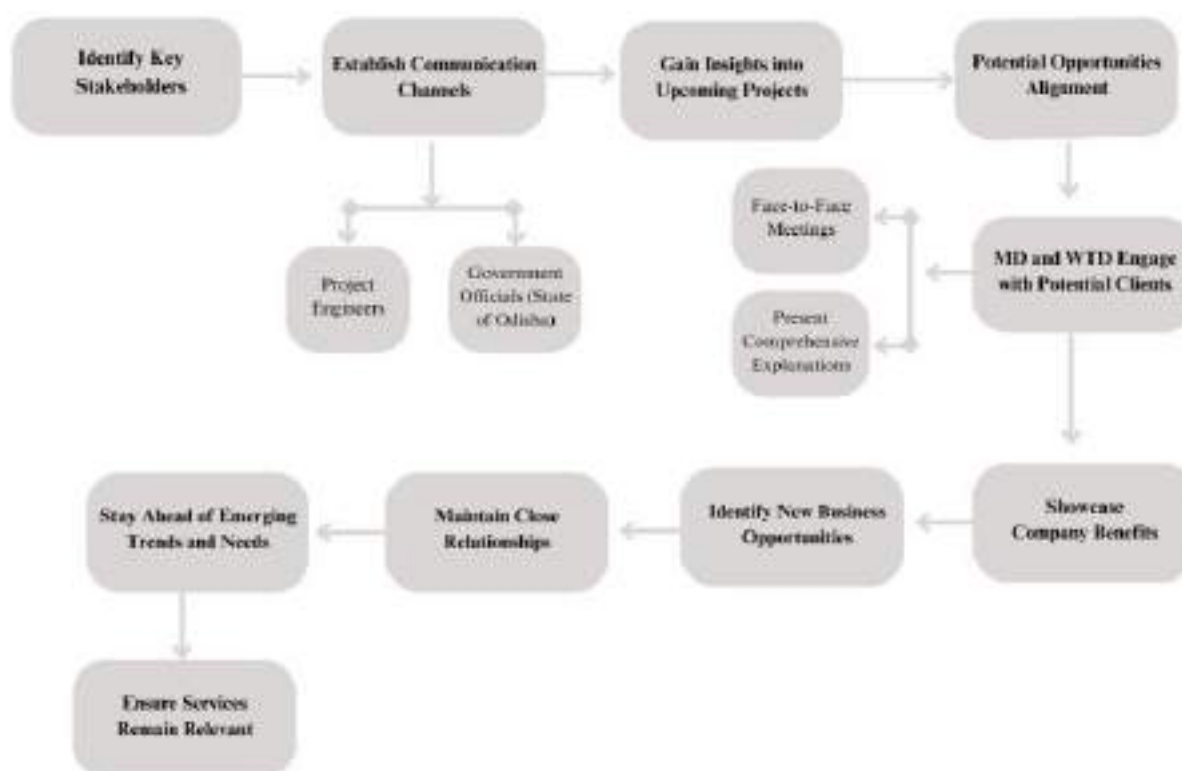 Identify Key
Stakeholders
Establish Communication
Channels
Gain Insights into
Upcoming Projects
Potential Opportunities
Alignment
Project
Engineers
Government
Officials (State
of Odisha)
Face-to-Face
Meetings
Present
Comprehensive
Explanations
MD and WTD Engage
with Potential Clients
Showcase
Company Benefits
Identify New Business
Opportunities
Maintain Close
Relationships
Stay Ahead of Emerging
Trends and Needs
Ensure Services
Remain Relevant